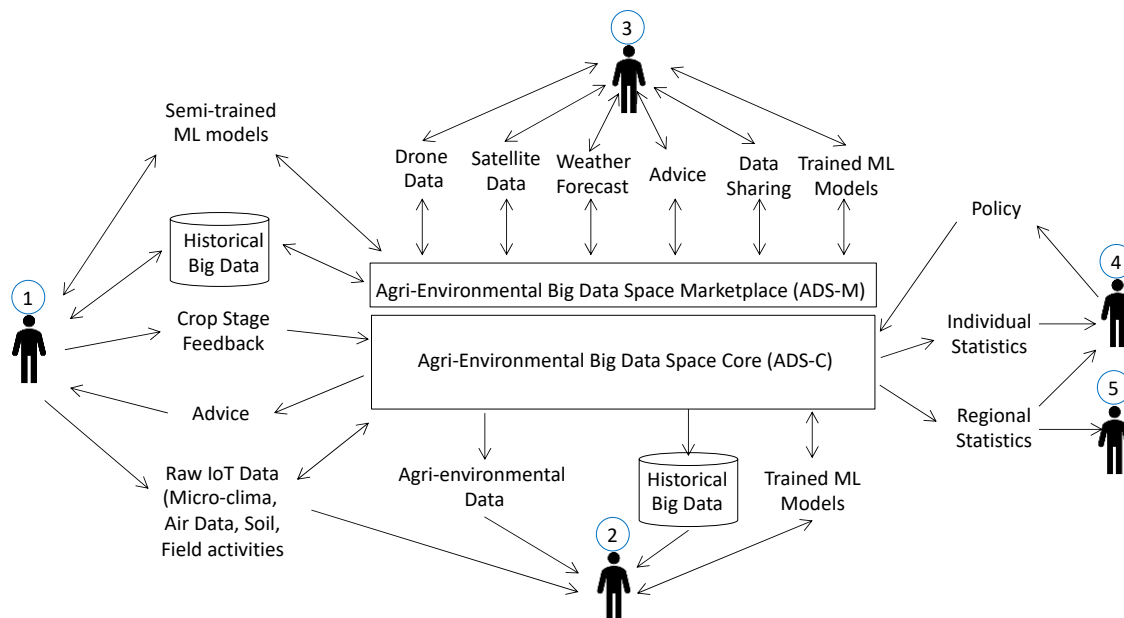 3
Semi-trained
ML models
Drone
Data
Satellite
Data
Weather
Forecast
Advice
Data
Sharing
Trained ML
Models
Policy
Historical
Big Data
1
4
Agri-Environmental Big Data Space Marketplace (ADS-M)
Crop Stage
Feedback
Agri-Environmental Big Data Space Core (ADS-C)
Individual
Statistics
5
Advice
Regional
Statistics
Raw IoT Data
(Micro-clima,
Air Data, Soil,
Field activities
Agri-environmental
Data
Historical
Big Data
Trained ML
Models
2